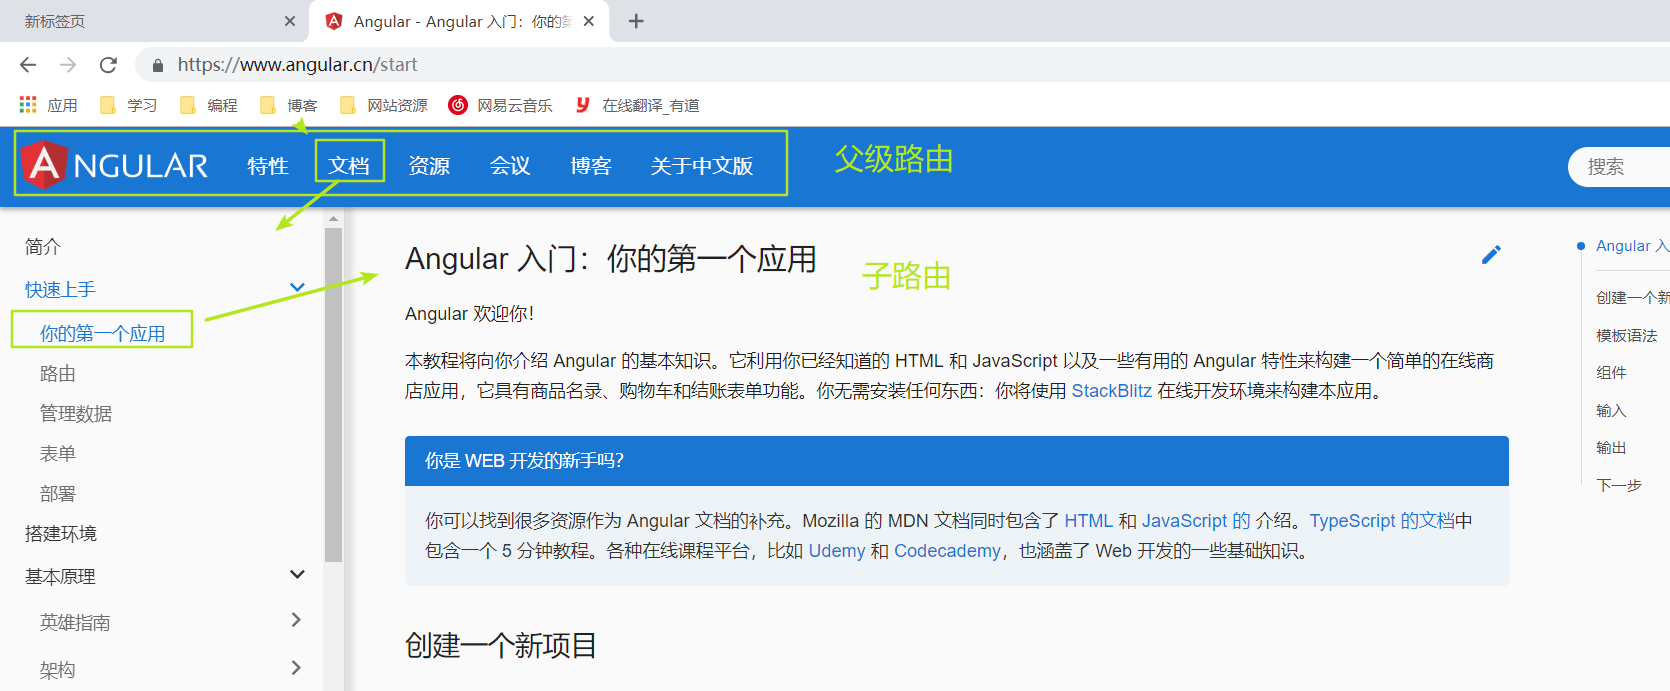 新标签页
Angular - Angular 入门：你的第
https://www.angular.cn/start
应用 学习 编程 博客 网站资源 网易云音乐 在线翻译_有道
ANGULAR 特性 文档 资源 会议 博客 关于中文版 父级路由 搜索
简介
快速上手
你的第一个应用
路由
管理数据
表单
部署
搭建环境
基本原理
英雄指南
架构
Angular 入门：你的第一个应用
子路由
Angular 欢迎你！
本教程将向你介绍 Angular 的基本知识。它利用你已经知道的 HTML 和 JavaScript 以及一些有用的 Angular 特性来构建一个简单的在线商
店应用，它具有商品名录、购物车和结账表单功能。你无需安装任何东西：你将使用 StackBlitz 在线开发环境来构建本应用。
你是 WEB 开发的新手吗？
你可以找到很多资源作为 Angular 文档的补充。Mozilla 的 MDN 文档同时包含了 HTML 和 JavaScript 的 介绍。TypeScript 的文档中
包含一个 5 分钟教程。各种在线课程平台，比如 Udemy 和 Codecademy，也涵盖了 Web 开发的一些基础知识。
创建一个新项目
Angular 入
创建一个新
模板语法
组件
输入
输出
下一步